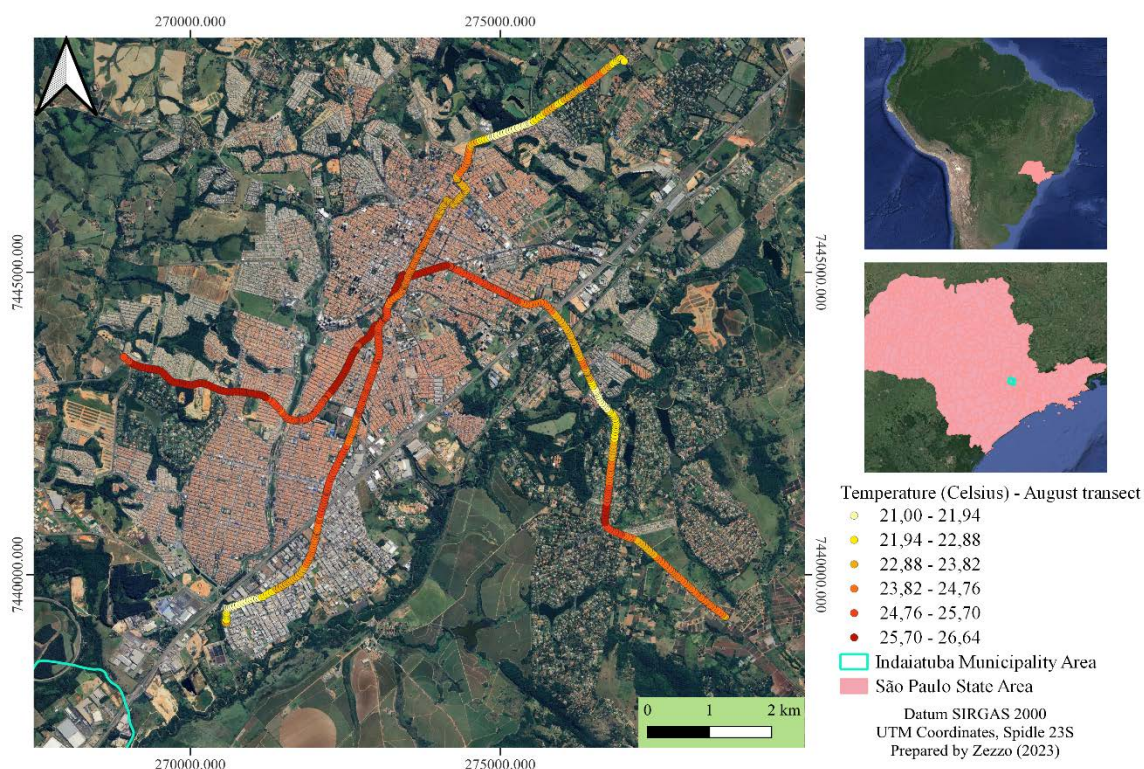 270000.000
275000.000
7445000.000
7445000.000
7440000.000
7440000.000
0 1 2 km
270000.000
275000.000
Temperature (Celsius) - August transect
21,00 - 21,94
21,94 - 22,88
22,88 - 23,82
23,82 - 24,76
24,76 - 25,70
25,70 - 26,64
Indaiatuba Municipality Area
São Paulo State Area
Datum SIRGAS 2000
UTM Coordinates, Spidle 23S
Prepared by Zezzo (2023)